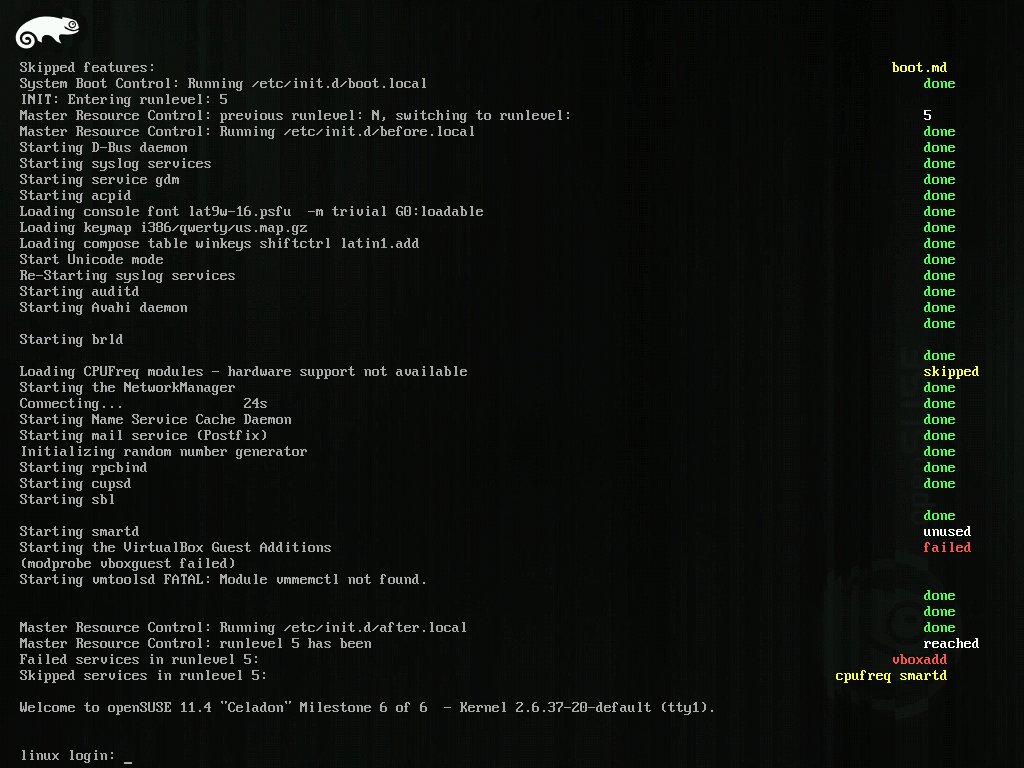 Skipped features: boot.md
System Boot Control: Running /etc/init.d/boot.local done
INIT: Entering runlevel: 5
Master Resource Control: previous runlevel: N, switching to runlevel: 5
Master Resource Control: Running /etc/init.d/before.local done
Starting D-Bus daemon done
Starting syslog services done
Starting service gdm done
Starting acpid done
Loading console font lat9w-16.psfu  -m trivial G0:loadable done
Loading keymap i386/qwerty/us.map.gz done
Loading compose table winkeys shiftctrl latin1.add done
Start Unicode mode done
Re-Starting syslog services done
Starting auditd done
Starting Avahi daemon done
done
Starting brld
done
Loading CPUFreq modules - hardware support not available skipped
Starting the NetworkManager done
Connecting... 24s done
Starting Name Service Cache Daemon done
Starting mail service (Postfix) done
Initializing random number generator done
Starting rpcbind done
Starting cupsd done
Starting sbl
done
Starting smartd unused
Starting the VirtualBox Guest Additions failed
(modprobe vboxguest failed)
Starting vmtoolsd FATAL: Module vmmemctl not found.
done
done
Master Resource Control: Running /etc/init.d/after.local done
Master Resource Control: runlevel 5 has been reached
Failed services in runlevel 5: vboxadd
Skipped services in runlevel 5: cpufreq smartd
Welcome to openSUSE 11.4 "Celadon" Milestone 6 of 6  - Kernel 2.6.37-20-default (tty1).
linux login: _